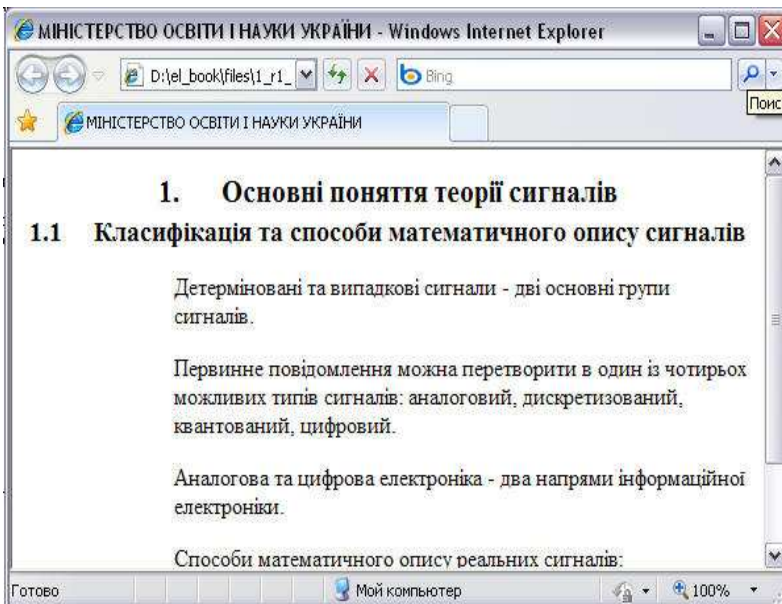 МІНІСТЕРСТВО ОСВІТИ І НАУКИ УКРАЇНИ - Windows Internet Explorer
D:\el_book\files\1_r1_
Bing
Поис
МІНІСТЕРСТВО ОСВІТИ І НАУКИ УКРАЇНИ
1. Основні поняття теорії сигналів
1.1 Класифікація та способи математичного опису сигналів
Детерміновані та випадкові сигнали - дві основні групи
сигналів.
Первинне повідомлення можна перетворити в один із чотирьох
можливих типів сигналів: аналоговий, дискретизований,
квантований, цифровий.
Аналогова та цифрова електроніка - два напрями інформаційної
електроніки.
Способи математичного опису реальних сигналів:
Готово
Мой компьютер
100%